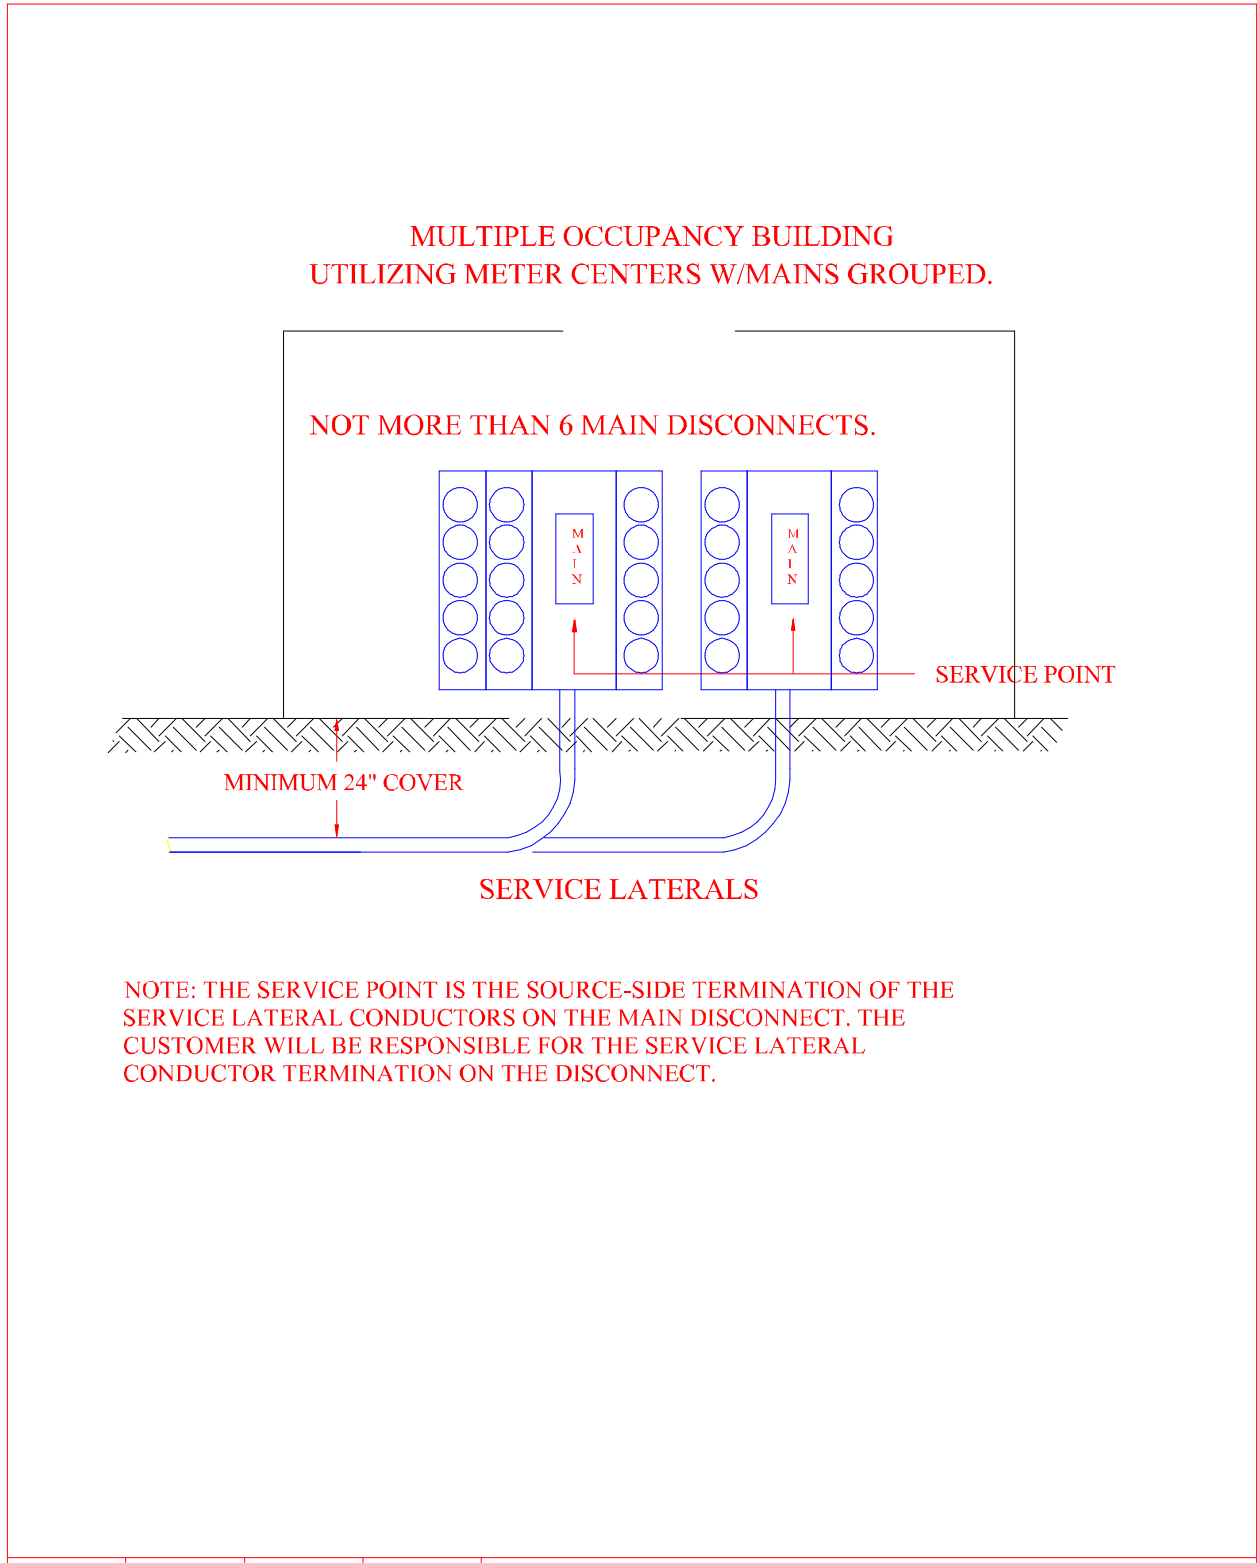 MULTIPLE OCCUPANCY BUILDING
UTILIZING METER CENTERS W/MAINS GROUPED.
NOT MORE THAN 6 MAIN DISCONNECTS.
MAIN
MAIN
SERVICE POINT
MINIMUM 24" COVER
SERVICE LATERALS
NOTE: THE SERVICE POINT IS THE SOURCE-SIDE TERMINATION OF THE
SERVICE LATERAL CONDUCTORS ON THE MAIN DISCONNECT. THE
CUSTOMER WILL BE RESPONSIBLE FOR THE SERVICE LATERAL
CONDUCTOR TERMINATION ON THE DISCONNECT.